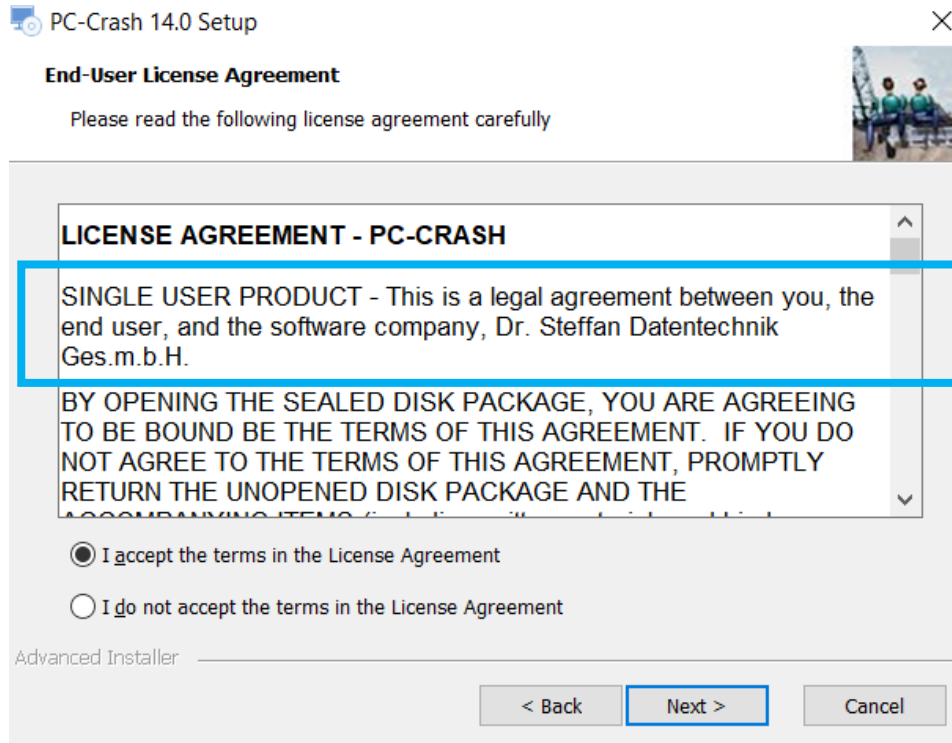 PC-Crash 14.0 Setup
End-User License Agreement
Please read the following license agreement carefully
LICENSE AGREEMENT - PC-CRASH
SINGLE USER PRODUCT - This is a legal agreement between you, the
end user, and the software company, Dr. Steffan Datentechnik
Ges.m.b.H.
BY OPENING THE SEALED DISK PACKAGE, YOU ARE AGREEING
TO BE BOUND BE THE TERMS OF THIS AGREEMENT.  IF YOU DO
NOT AGREE TO THE TERMS OF THIS AGREEMENT, PROMPTLY
RETURN THE UNOPENED DISK PACKAGE AND THE
I accept the terms in the License Agreement
I do not accept the terms in the License Agreement
Advanced Installer
< Back
Next >
Cancel